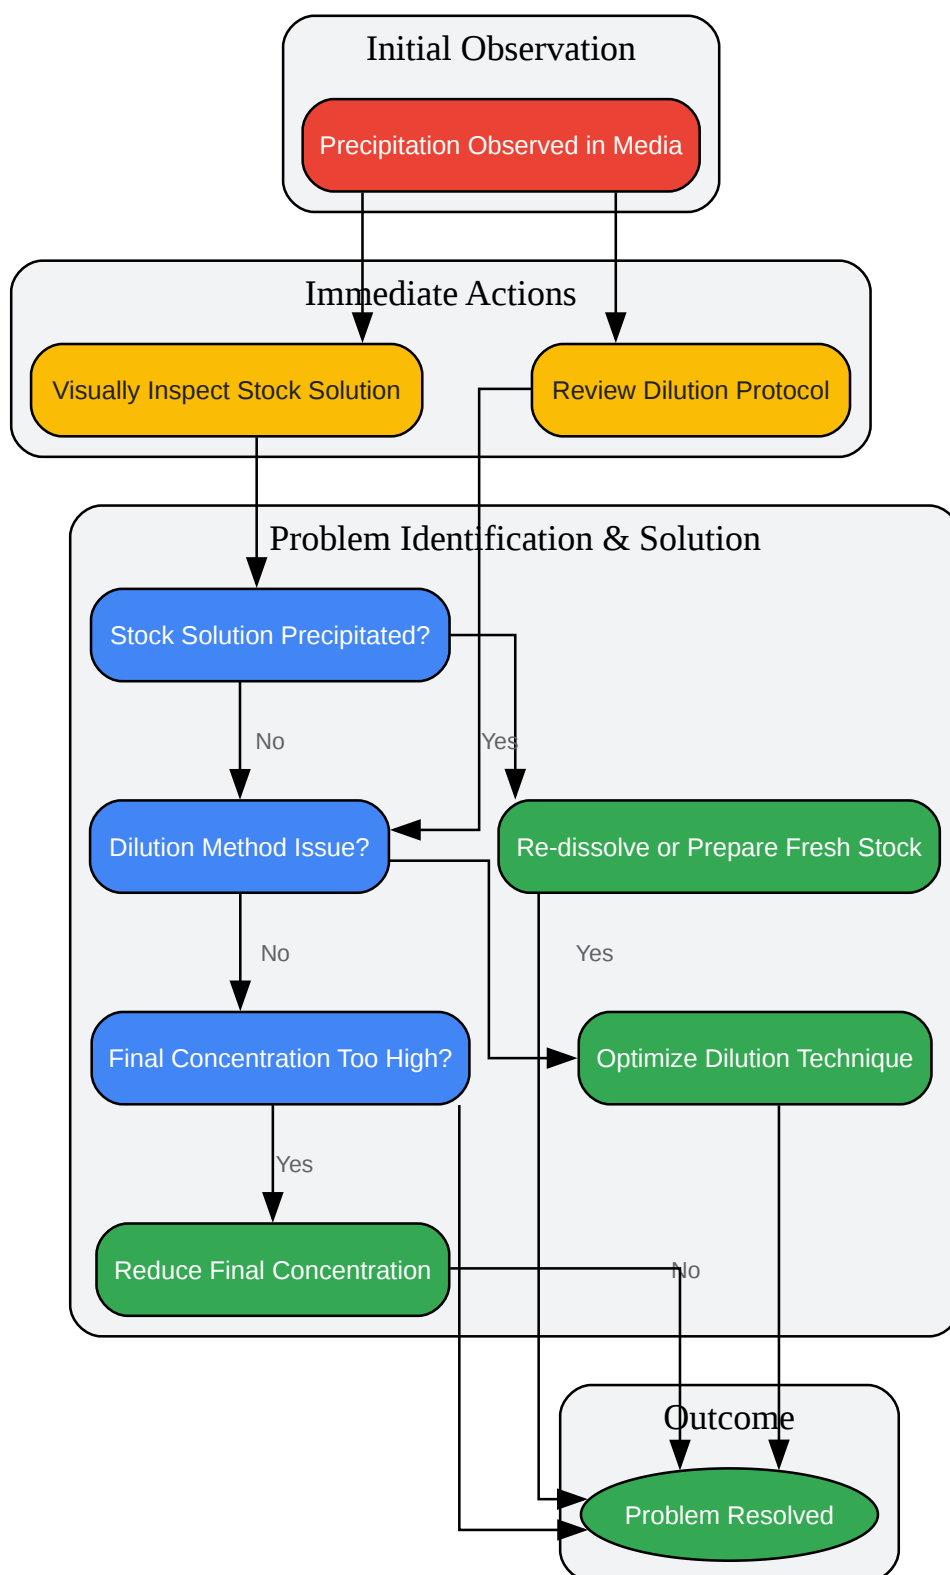 Initial Observation
Precipitation Observed in Media
Immediate Actions
Visually Inspect Stock Solution
Review Dilution Protocol
Problem Identification & Solution
Stock Solution Precipitated?
No
Yes
Dilution Method Issue?
Re-dissolve or Prepare Fresh Stock
No
Yes
Final Concentration Too High?
Optimize Dilution Technique
Yes
Reduce Final Concentration
No
Outcome
Problem Resolved